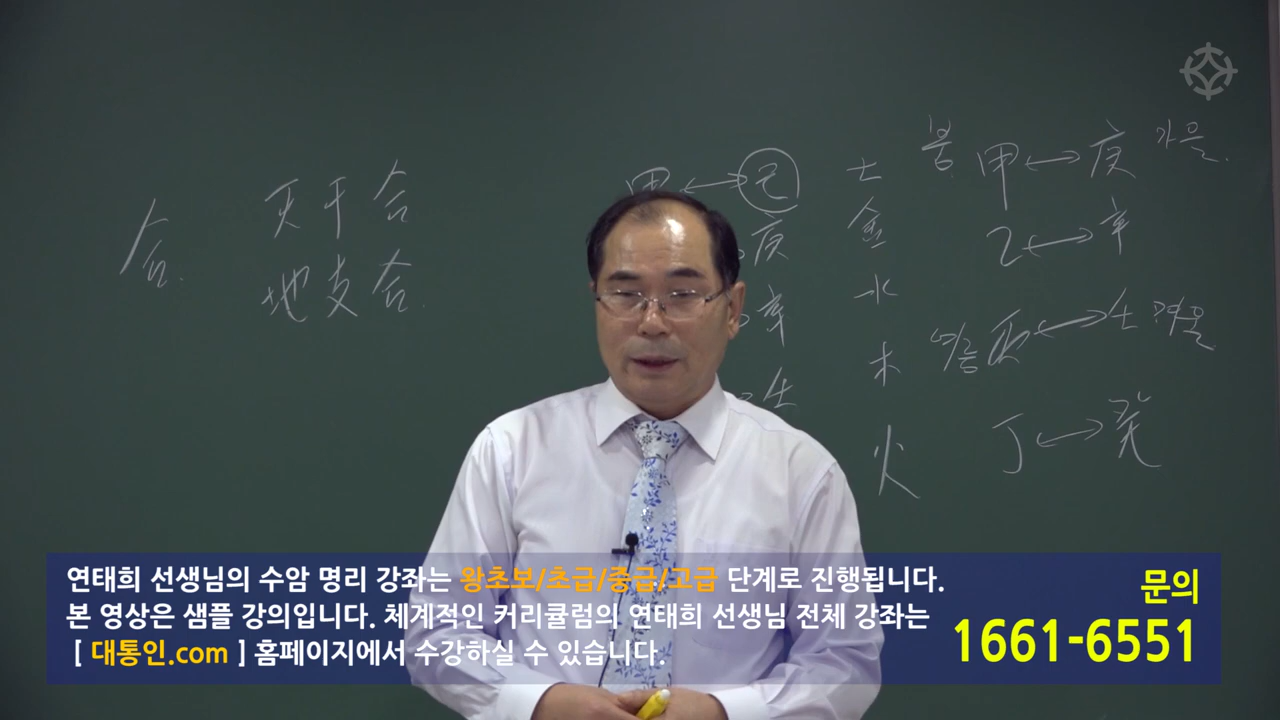 合.
天干合
地支合.
甲 ↔ 己
庚
辛
壬
土
金
水
木
火
봄 甲 ↔ 庚 가을.
乙 ↔ 辛
여름 丙 ↔ 壬 겨울
丁 ↔ 癸
연태희 선생님의 수암 명리 강좌는 왕초보/초급/중급/고급 단계로 진행됩니다.
본 영상은 샘플 강의입니다. 체계적인 커리큘럼의 연태희 선생님 전체 강좌는
[ 대통인.com ] 홈페이지에서 수강하실 수 있습니다.
문의
1661-6551